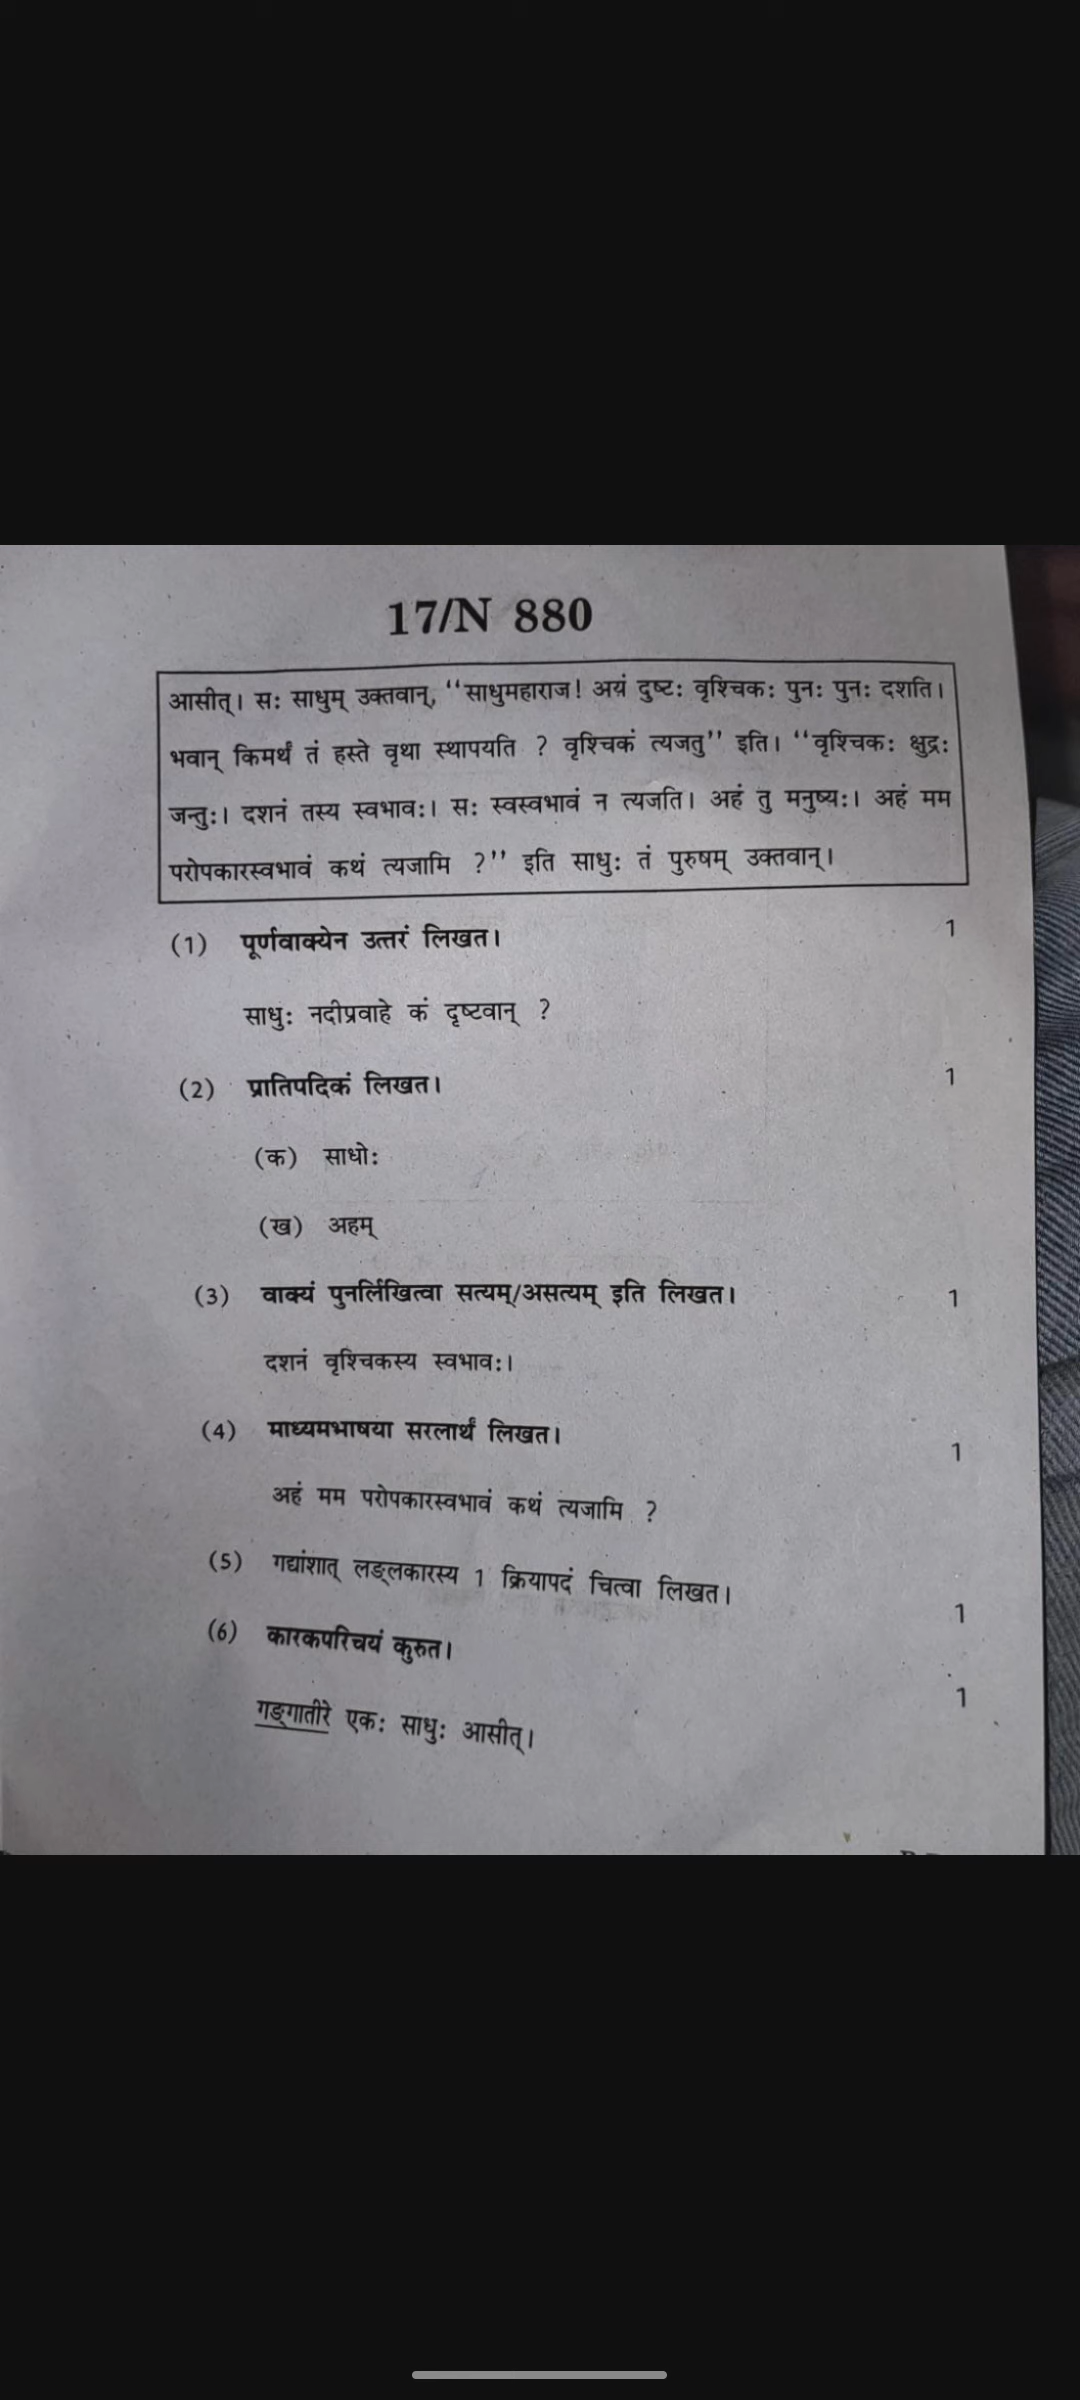 17/N 880
आसीत्। सः साधुम् उक्तवान्, ‘‘साधुमहाराज! अयं दुष्टः वृश्चिकः पुनः पुनः दशति।
भवान् किमर्थं तं हस्ते वृथा स्थापयति ? वृश्चिकं त्यजतु’’ इति। ‘‘वृश्चिकः क्षुद्रः
जन्तुः। दशनं तस्य स्वभावः। सः स्वस्वभावं न त्यजति। अहं तु मनुष्यः। अहं मम
परोपकारस्वभावं कथं त्यजामि ?’’ इति साधुः तं पुरुषम् उक्तवान्।
(1) पूर्णवाक्येन उत्तरं लिखत। 1
साधुः नदीप्रवाहे कं दृष्टवान् ?
(2) प्रातिपदिकं लिखत। 1
(क) साधोः
(ख) अहम्
(3) वाक्यं पुनर्लिखित्वा सत्यम्/असत्यम् इति लिखत। 1
दशनं वृश्चिकस्य स्वभावः।
(4) माध्यमभाषया सरलार्थं लिखत। 1
अहं मम परोपकारस्वभावं कथं त्यजामि ?
(5) गद्यांशात् लङ्लकारस्य 1 क्रियापदं चित्वा लिखत। 1
(6) कारकपरिचयं कुरुत। 1
गङ्गातीरे एकः साधुः आसीत्।